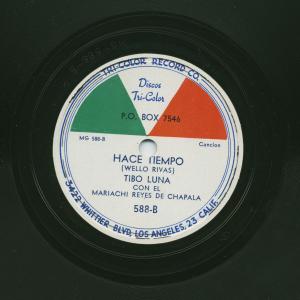 TRI-COLOR RECORD CO.
Discos
Tri-Color
P.O. BOX 7546
MG 588-B
Cancion
HACE TIEMPO
(WELLO RIVAS)
TIBO LUNA
CON EL
MARIACHI REYES DE CHAPALA
588-B
5422 WHITTIER BLVD, LOS ANGELES, 23 CALIF.